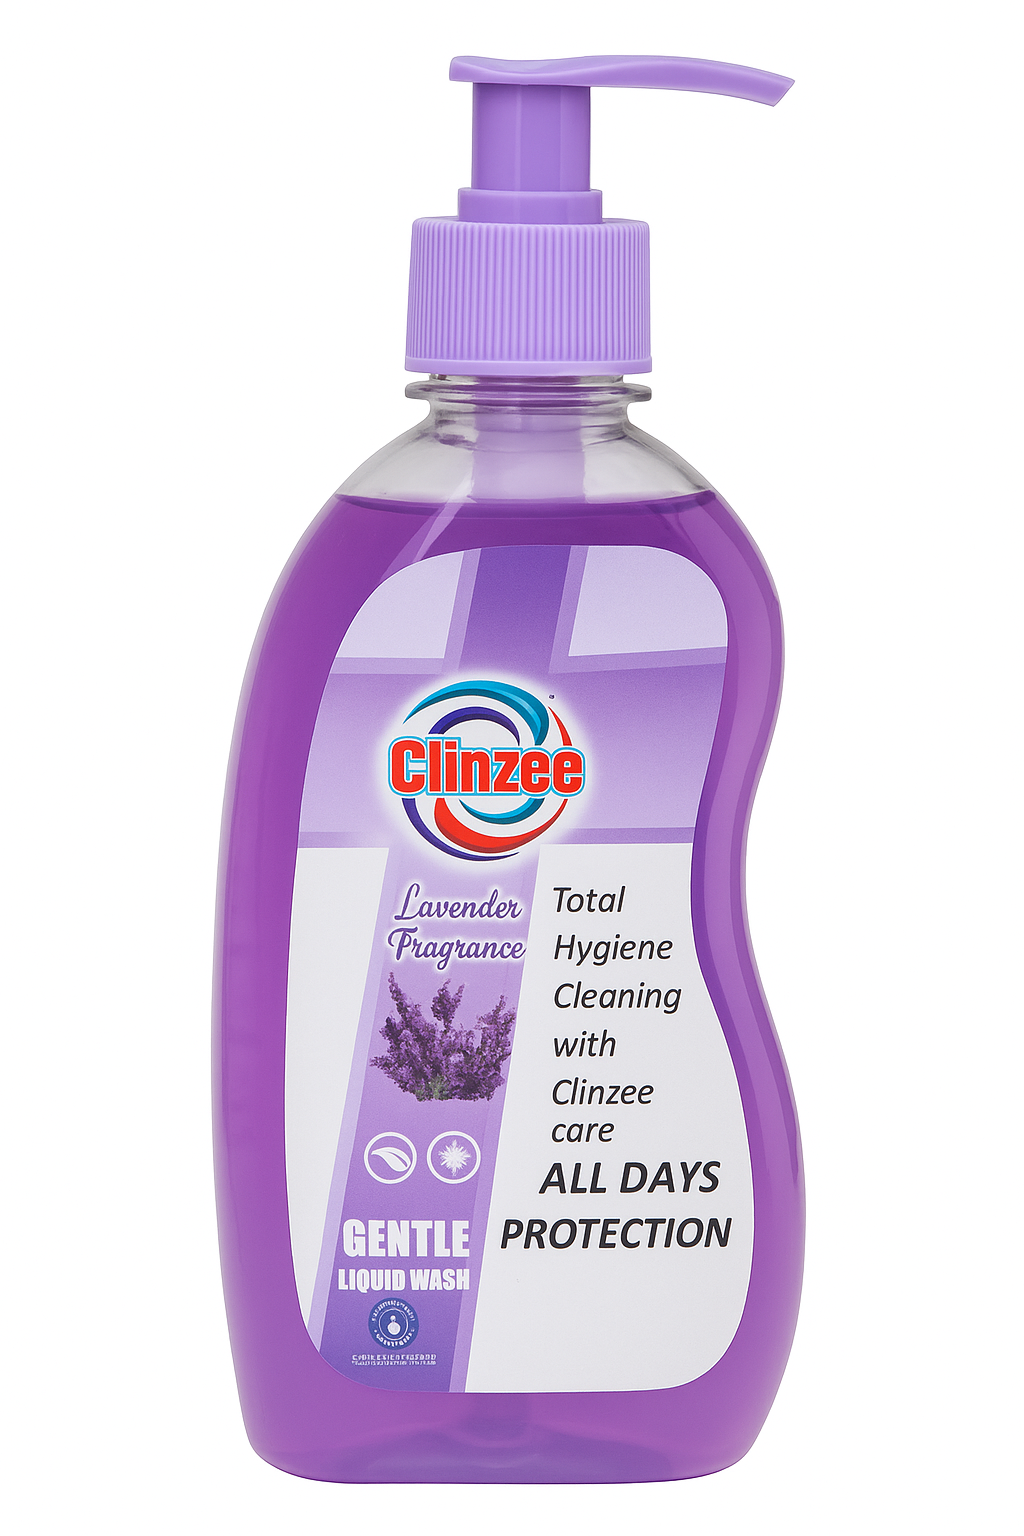 Clinzee
Lavender
Fragrance
Total
Hygiene
Cleaning
with
Clinzee
care
ALL DAYS
PROTECTION
GENTLE
LIQUID WASH